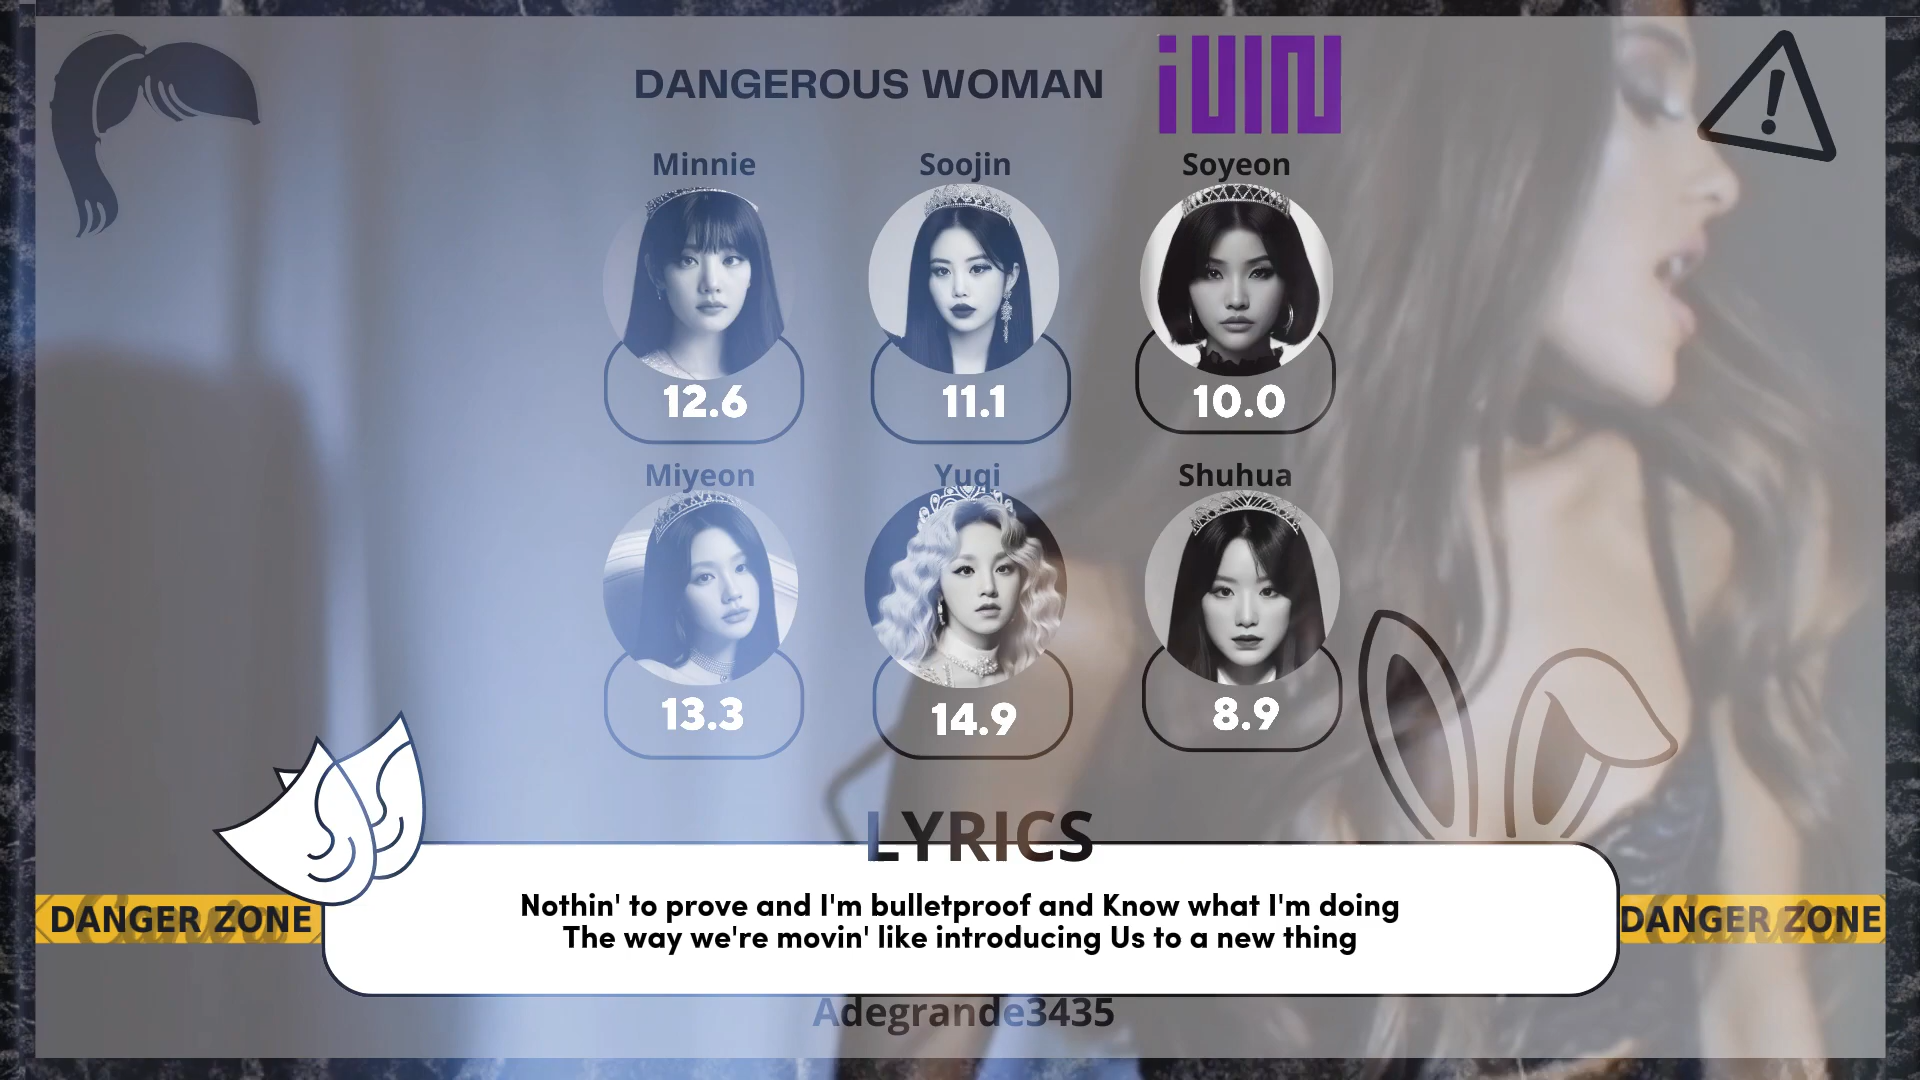 DANGEROUS WOMAN
Minnie Soojin Soyeon
12.6 11.1 10.0
Miyeon Yuqi Shuhua
13.3 14.9 8.9
LYRICS
Nothin' to prove and I'm bulletproof and Know what I'm doing
The way we're movin' like introducing Us to a new thing
DANGER ZONE DANGER ZONE
Adegrande3435